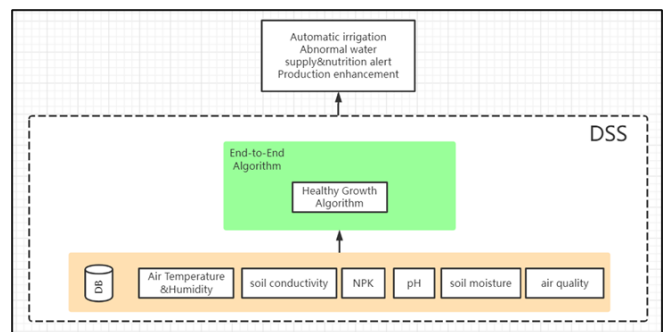 Automatic irrigation
Abnormal water
supply&nutrition alert
Production enhancement
DSS
End-to-End
Algorithm
Healthy Growth
Algorithm
DB
Air Temperature
&Humidity
soil conductivity
NPK
pH
soil moisture
air quality